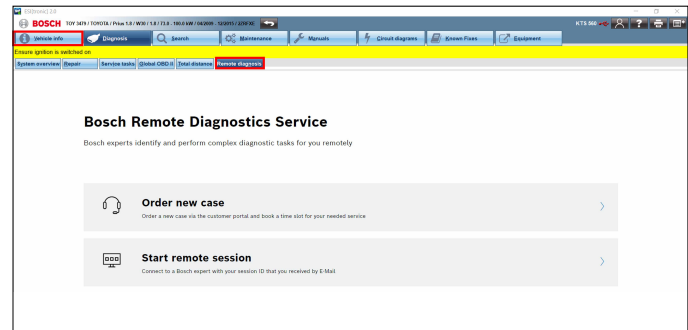 ESI[tronic] 2.0
BOSCH TOY 3479 / TOYOTA / Prius 1.8 / W30 / 1.8 / 73.0 - 100.0 kW / 04/2009 - 12/2015 / 2ZRFXE KTS 560
Vehicle info Diagnosis Search Maintenance Manuals Circuit diagrams Known Fixes Equipment
Ensure ignition is switched on
System overview Repair Service tasks Global OBD II Total distance Remote diagnosis
Bosch Remote Diagnostics Service
Bosch experts identify and perform complex diagnostic tasks for you remotely
Order new case
Order a new case via the customer portal and book a time slot for your needed service
Start remote session
Connect to a Bosch expert with your session ID that you received by E-Mail